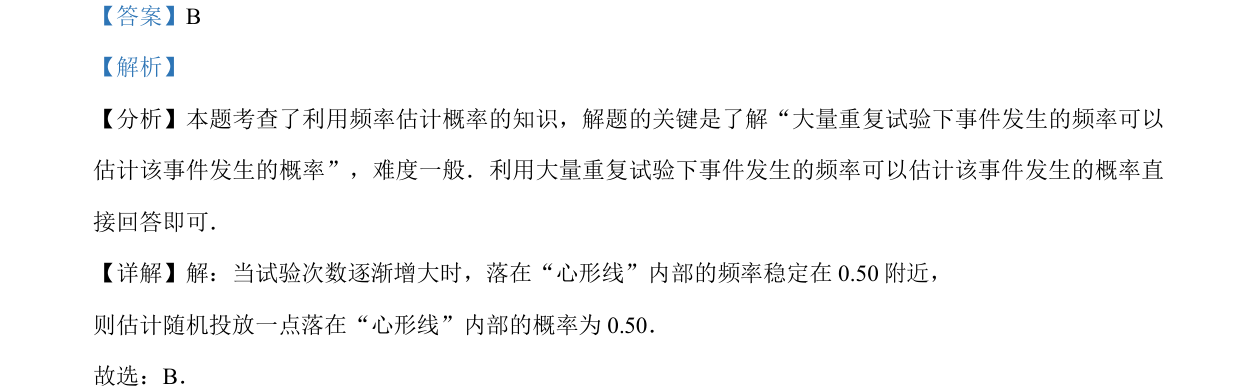 【答案】B
【解析】
【分析】本题考查了利用频率估计概率的知识，解题的关键是了解“大量重复试验下事件发生的频率可以
估计该事件发生的概率”，难度一般．利用大量重复试验下事件发生的频率可以估计该事件发生的概率直
接回答即可．
【详解】解：当试验次数逐渐增大时，落在“心形线”内部的频率稳定在 0.50 附近，
则估计随机投放一点落在“心形线”内部的概率为 0.50．
故选：B．